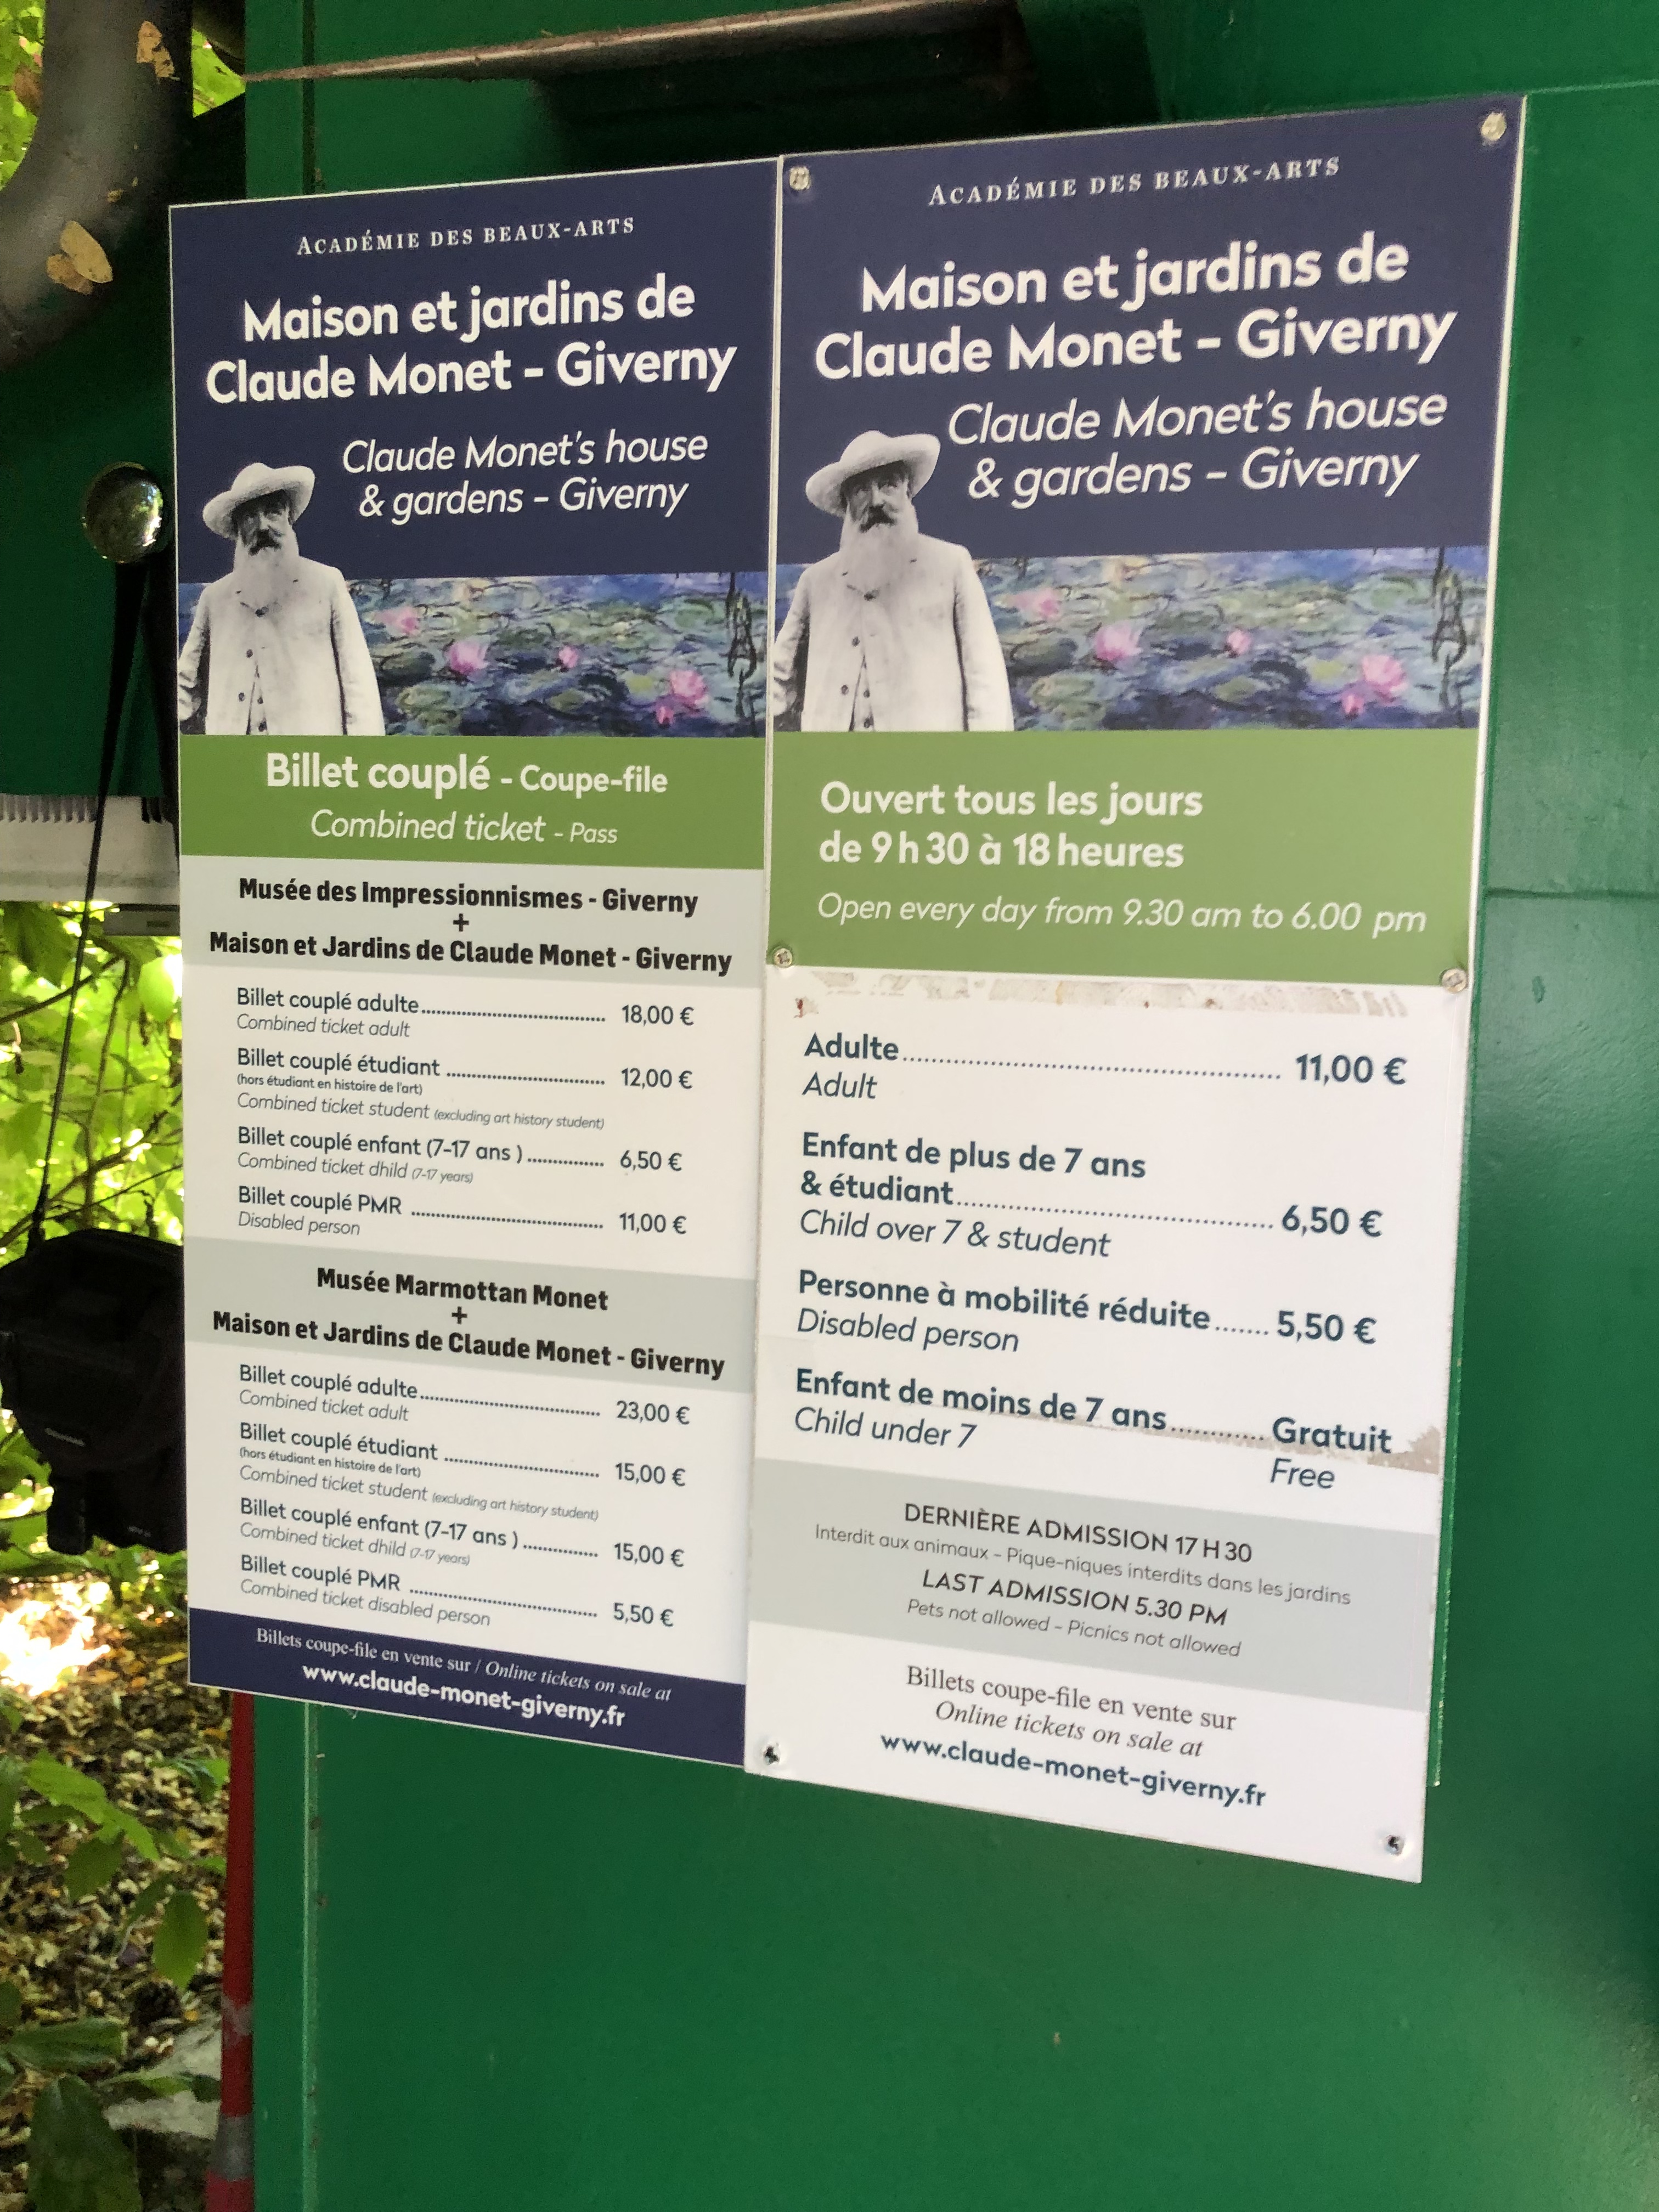 ACADÉMIE DES BEAUX-ARTS
Maison et jardins de
Claude Monet - Giverny
Claude Monet's house
& gardens - Giverny
Billet couplé - Coupe-file
Combined ticket - Pass
Musée des Impressionnismes - Giverny
+
Maison et Jardins de Claude Monet - Giverny
Billet couplé adulte.................................. 18,00 €
Combined ticket adult
Billet couplé étudiant ............................. 12,00 €
(hors étudiant en histoire de l'art)
Combined ticket student (excluding art history student)
Billet couplé enfant (7-17 ans ).............. 6,50 €
Combined ticket dhild (7-17 years)
Billet couplé PMR ................................... 11,00 €
Disabled person
Musée Marmottan Monet
+
Maison et Jardins de Claude Monet - Giverny
Billet couplé adulte.................................. 23,00 €
Combined ticket adult
Billet couplé étudiant ............................. 15,00 €
(hors étudiant en histoire de l'art)
Combined ticket student (excluding art history student)
Billet couplé enfant (7-17 ans ).............. 15,00 €
Combined ticket dhild (7-17 years)
Billet couplé PMR ................................... 5,50 €
Combined ticket disabled person
Billets coupe-file en vente sur / Online tickets on sale at
www.claude-monet-giverny.fr
ACADÉMIE DES BEAUX-ARTS
Maison et jardins de
Claude Monet - Giverny
Claude Monet's house
& gardens - Giverny
Ouvert tous les jours
de 9 h 30 à 18 heures
Open every day from 9.30 am to 6.00 pm
Adulte.................................................. 11,00 €
Adult
Enfant de plus de 7 ans
& étudiant.......................................... 6,50 €
Child over 7 & student
Personne à mobilité réduite....... 5,50 €
Disabled person
Enfant de moins de 7 ans............ Gratuit
Child under 7
Free
DERNIÈRE ADMISSION 17 H 30
Interdit aux animaux - Pique-niques interdits dans les jardins
LAST ADMISSION 5.30 PM
Pets not allowed - Picnics not allowed
Billets coupe-file en vente sur
Online tickets on sale at
www.claude-monet-giverny.fr